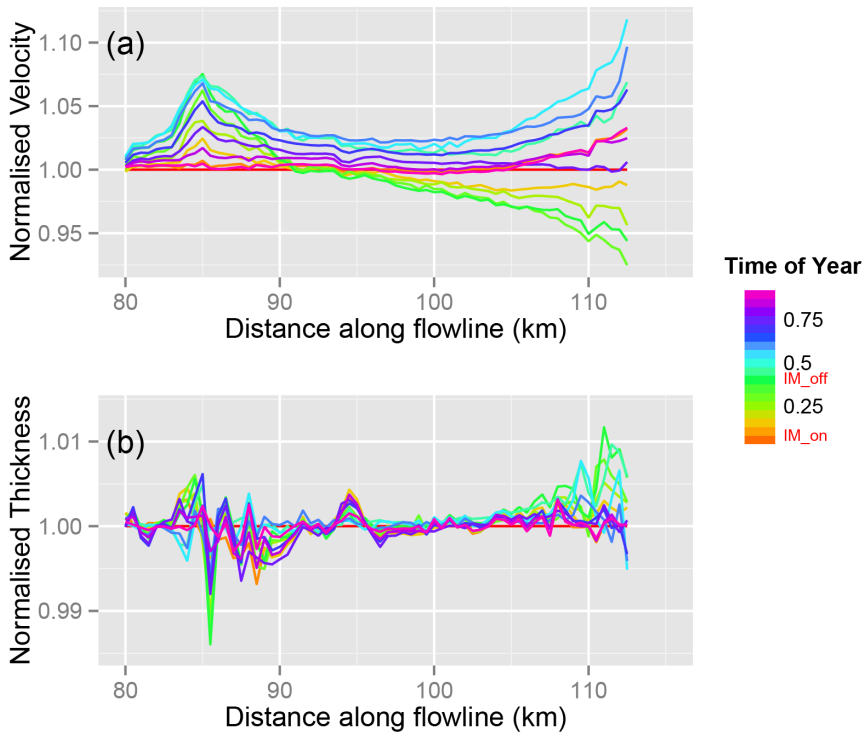 (a)
1.10
1.05
1.00
0.95
Normalised Velocity
80 90 100 110
Distance along flowline (km)
Time of Year
0.75
0.5
IM_off
0.25
IM_on
(b)
1.01
1.00
0.99
Normalised Thickness
80 90 100 110
Distance along flowline (km)